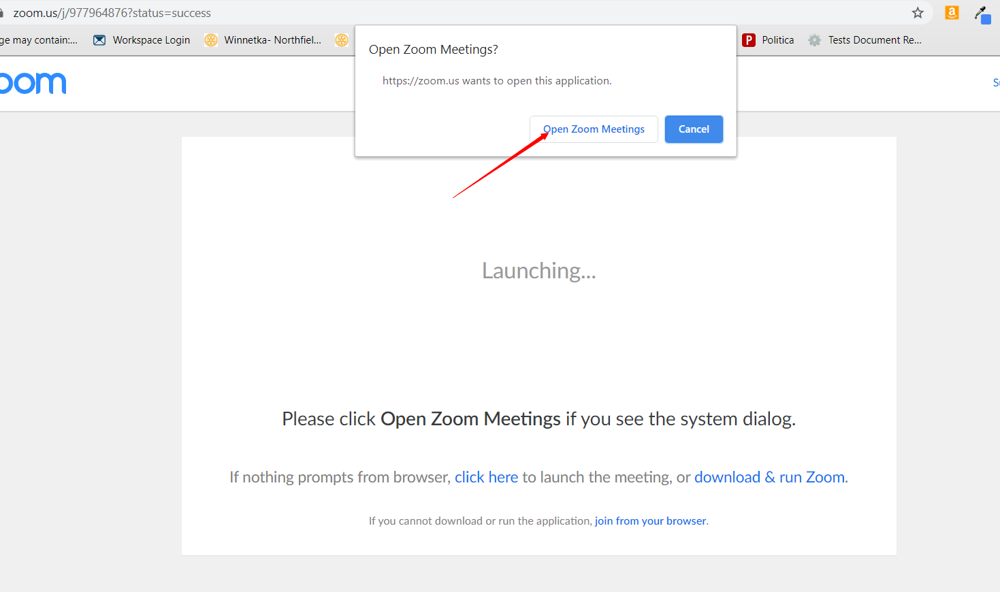 zoom.us/j/977964876?status=success
ge may contain:...
Workspace Login
Winnetka- Northfiel...
Politica
Tests Document Re...
oom
Open Zoom Meetings?
https://zoom.us wants to open this application.
Open Zoom Meetings
Cancel
Launching...
Please click Open Zoom Meetings if you see the system dialog.
If nothing prompts from browser, click here to launch the meeting, or download & run Zoom.
If you cannot download or run the application, join from your browser.